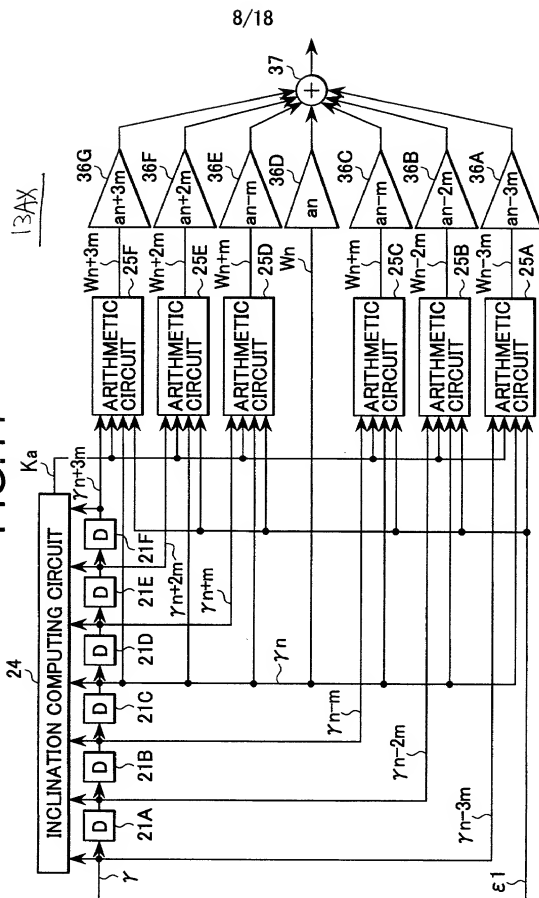 8/18
13AX
24
INCLINATION COMPUTING CIRCUIT
Ka
γn+3m
D
D
D
D
D
D
21A
21B
21C
21D
21E
21F
γ
γn+2m
γn+m
γn
γn-m
γn-2m
γn-3m
ε1
ARITHMETIC
CIRCUIT
25F
Wn+3m
an+3m
36G
ARITHMETIC
CIRCUIT
25E
Wn+2m
an+2m
36F
ARITHMETIC
CIRCUIT
25D
Wn+m
an-m
36E
Wn
an
36D
ARITHMETIC
CIRCUIT
25C
Wn+m
an-m
36C
ARITHMETIC
CIRCUIT
25B
Wn-2m
an-2m
36B
ARITHMETIC
CIRCUIT
25A
Wn-3m
an-3m
36A
+
37